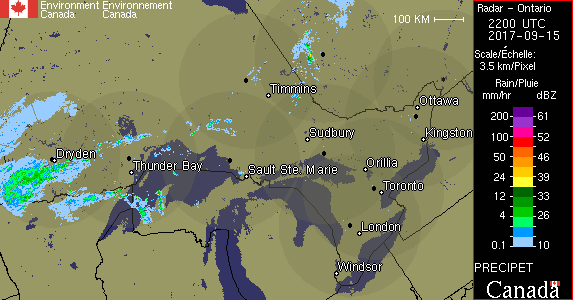 Environment Environnement
Canada Canada
100 KM
Timmins
Ottawa
Sudbury
Kingston
Dryden
Thunder Bay
Sault Ste. Marie
Orillia
Toronto
London
Windsor
Radar - Ontario
2200 UTC
2017-09-15
Scale/Échelle:
3.5 km/Pixel
Rain/Pluie
mm/hr dBZ
200 61
100 52
50 46
24 39
12 33
4 26
0.1 10
PRECIPET
Canada